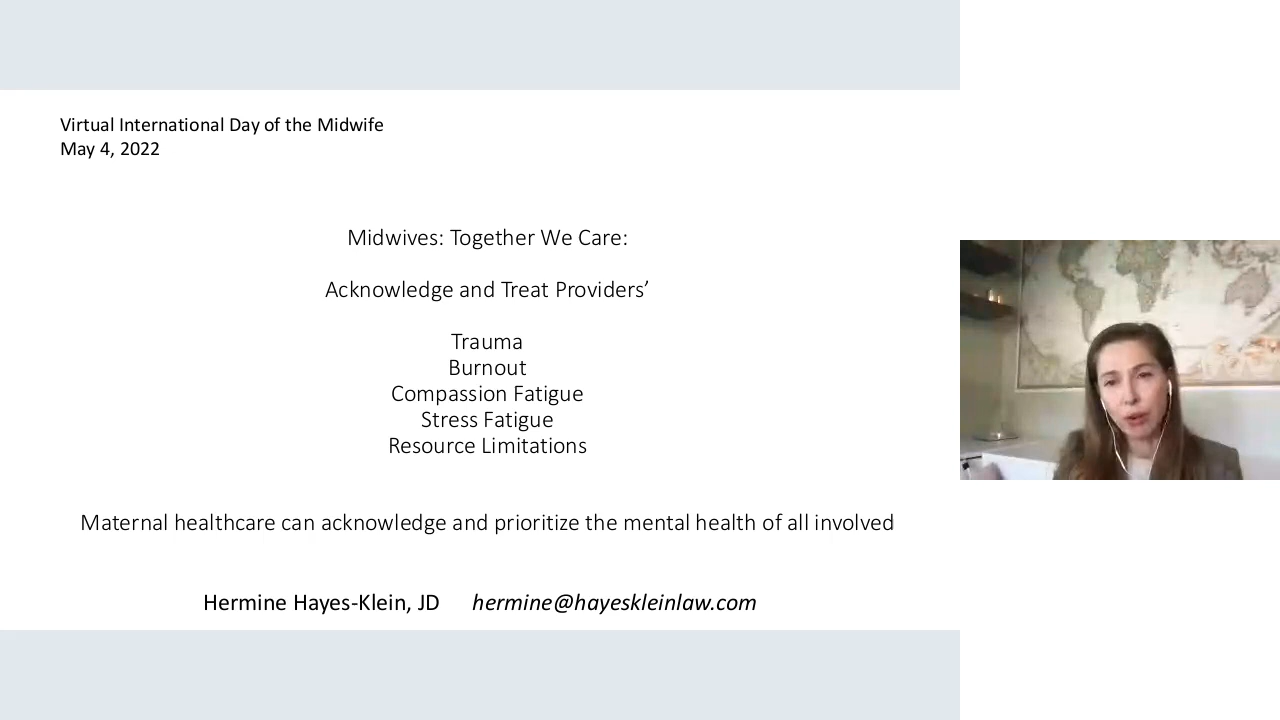 Virtual International Day of the Midwife
May 4, 2022
Midwives: Together We Care:
Acknowledge and Treat Providers’
Trauma
Burnout
Compassion Fatigue
Stress Fatigue
Resource Limitations
Maternal healthcare can acknowledge and prioritize the mental health of all involved
Hermine Hayes-Klein, JD hermine@hayeskleinlaw.com